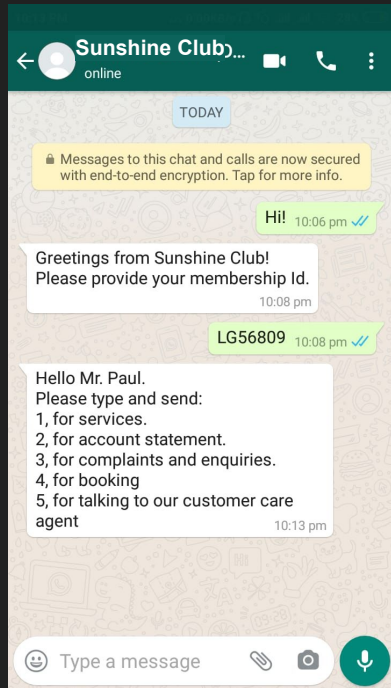 Sunshine Club
online
TODAY
Messages to this chat and calls are now secured
with end-to-end encryption. Tap for more info.
Hi! 10:06 pm
Greetings from Sunshine Club!
Please provide your membership Id.
10:08 pm
LG56809 10:08 pm
Hello Mr. Paul.
Please type and send:
1, for services.
2, for account statement.
3, for complaints and enquiries.
4, for booking
5, for talking to our customer care
agent 10:13 pm
Type a message